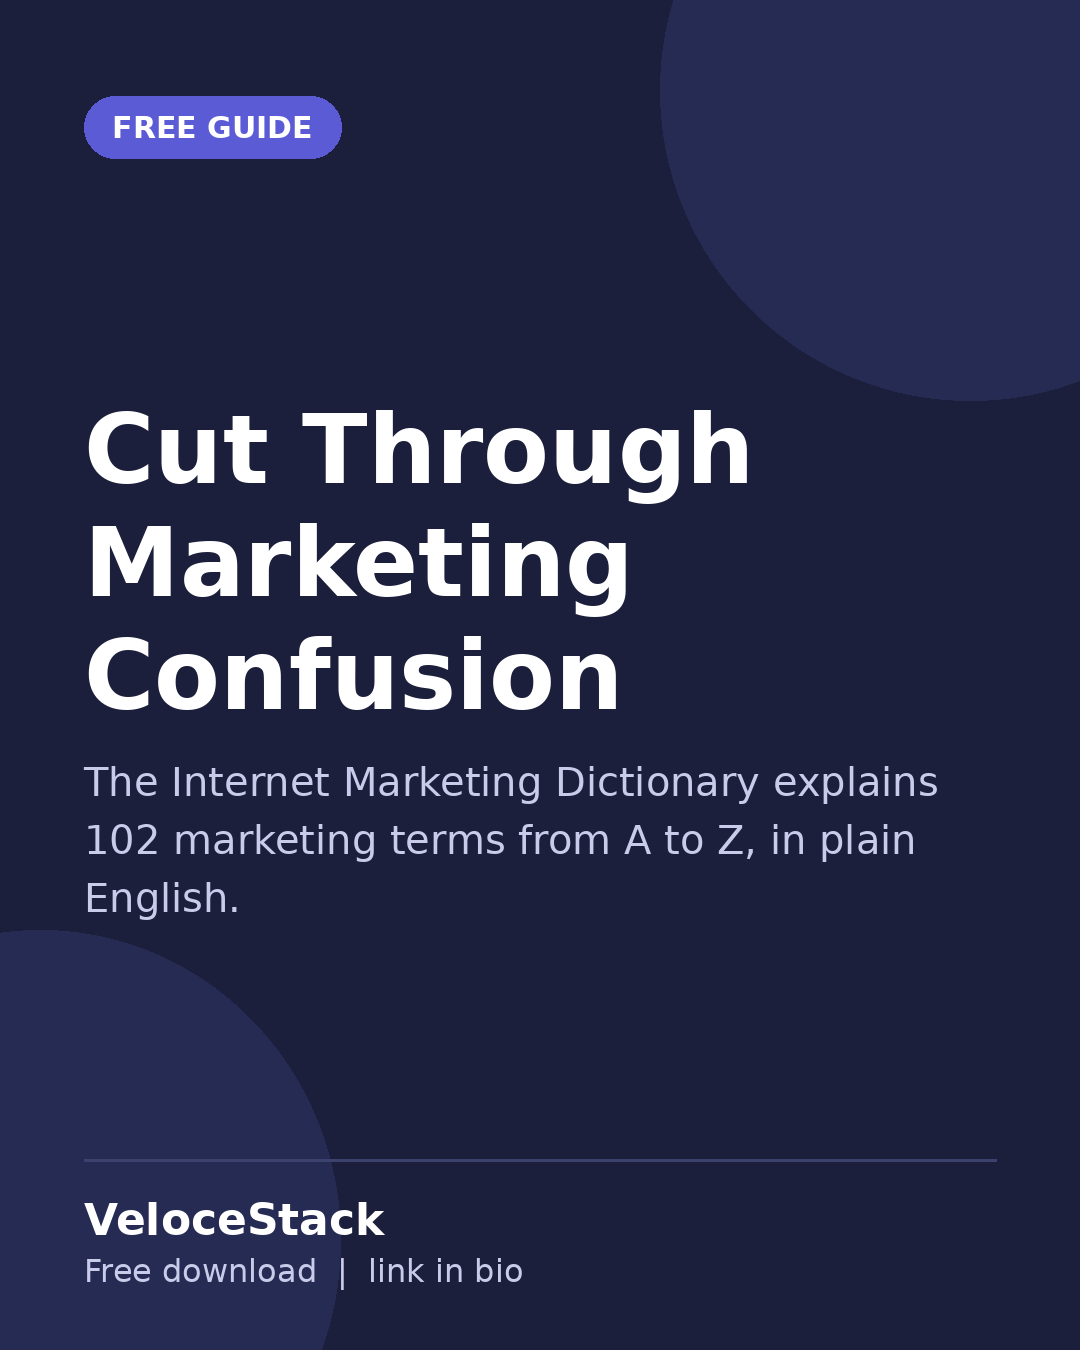 FREE GUIDE
Cut Through
Marketing
Confusion
The Internet Marketing Dictionary explains
102 marketing terms from A to Z, in plain
English.
VeloceStack
Free download | link in bio